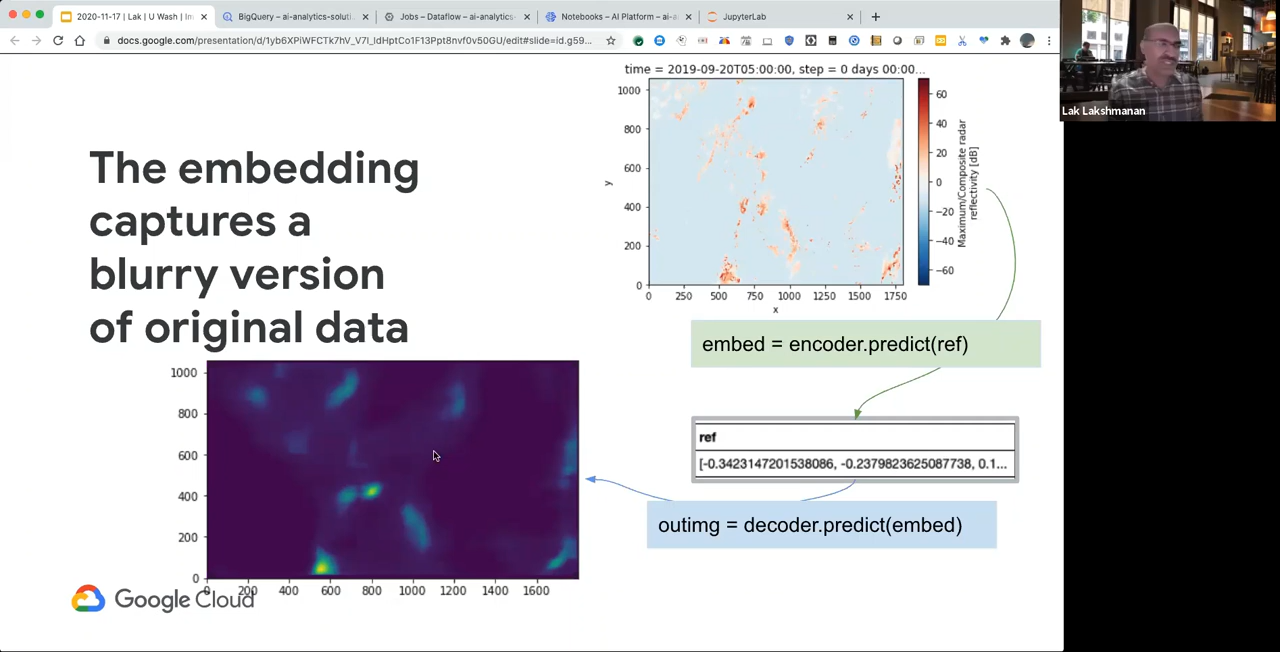 2020-11-17 | Lak | U Wash | Im
BigQuery – ai-analytics-soluti
Jobs – Dataflow – ai-analytics-
Notebooks – AI Platform – ai-a
JupyterLab
docs.google.com/presentation/d/1yb6XPiWFCTk7hV_V7l_ldHptCo1F13Ppt8nvf0v50GU/edit#slide=id.g59...
Lak Lakshmanan
The embedding
captures a
blurry version
of original data
time = 2019-09-20T05:00:00, step = 0 days 00:00...
1000
800
600
400
200
0
y
0 250 500 750 1000 1250 1500 1750
x
60
40
20
0
−20
−40
−60
Maximum/Composite radar
reflectivity [dB]
embed = encoder.predict(ref)
ref
[-0.3423147201538086, -0.2379823625087738, 0.1...
outimg = decoder.predict(embed)
1000
800
600
400
200
0
0 200 400 600 800 1000 1200 1400 1600
Google Cloud